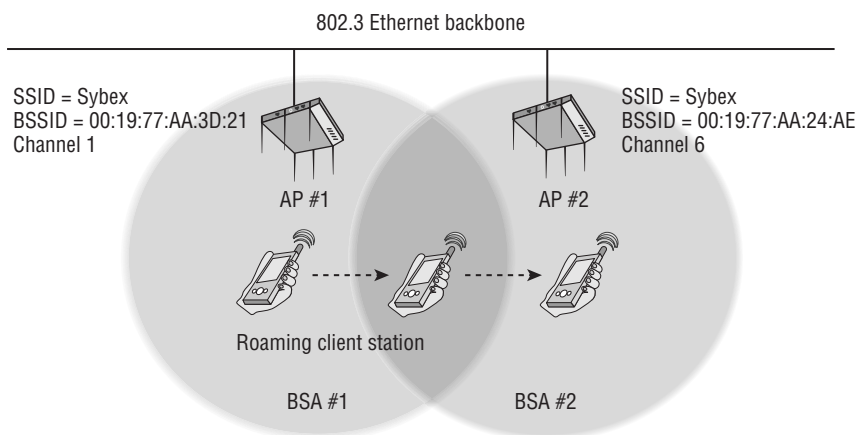 802.3 Ethernet backbone
SSID = Sybex
BSSID = 00:19:77:AA:3D:21
Channel 1
SSID = Sybex
BSSID = 00:19:77:AA:24:AE
Channel 6
AP #1
AP #2
Roaming client station
BSA #1
BSA #2